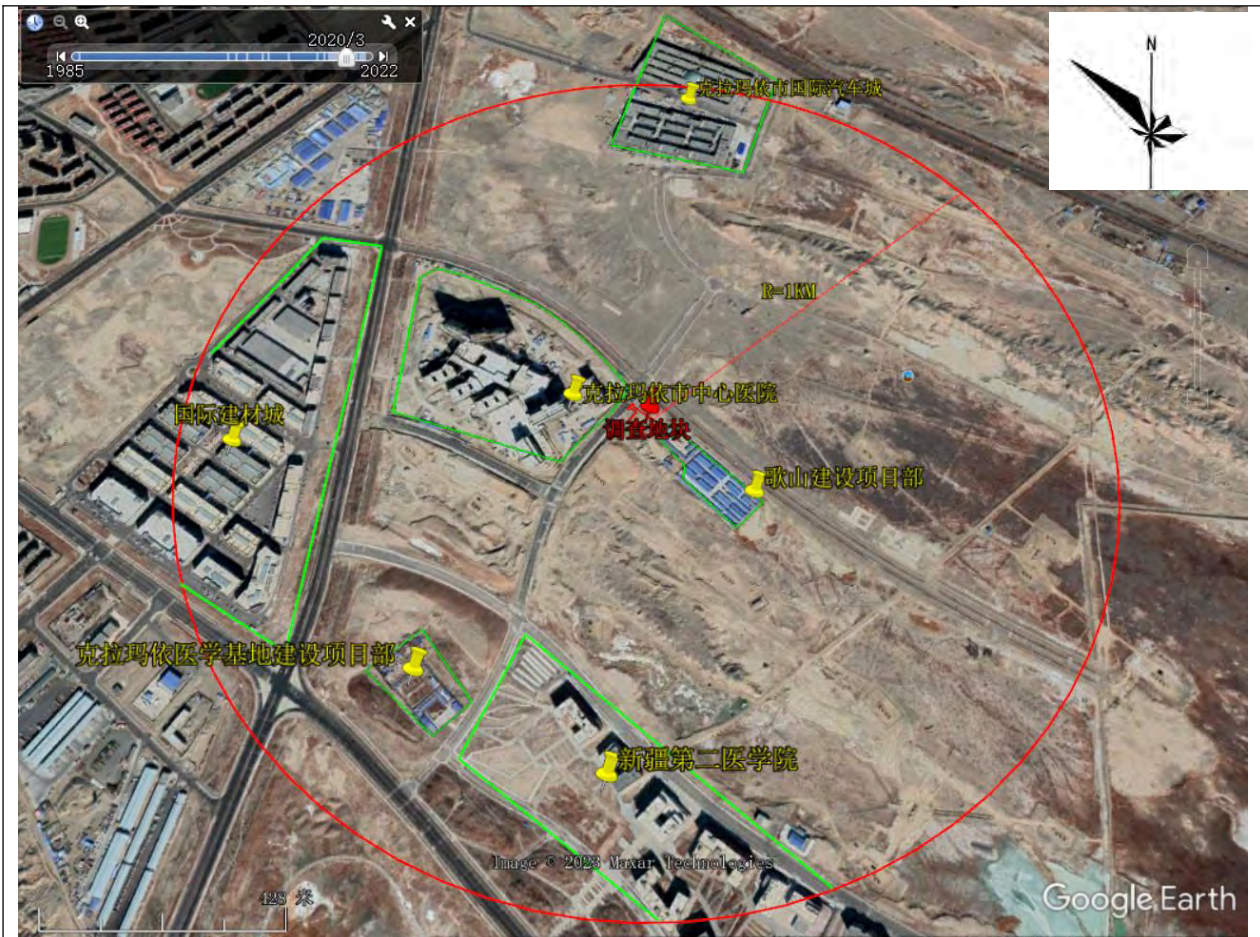 2020/3
1985
2022
N
克拉玛依市国际汽车城
R=1KM
克拉玛依市中心医院
国际建材城
调查地块
歌山建设项目部
克拉玛依医学基地建设项目部
新疆第二医学院
Image © 2023 Maxar Technologies
428 米
Google Earth